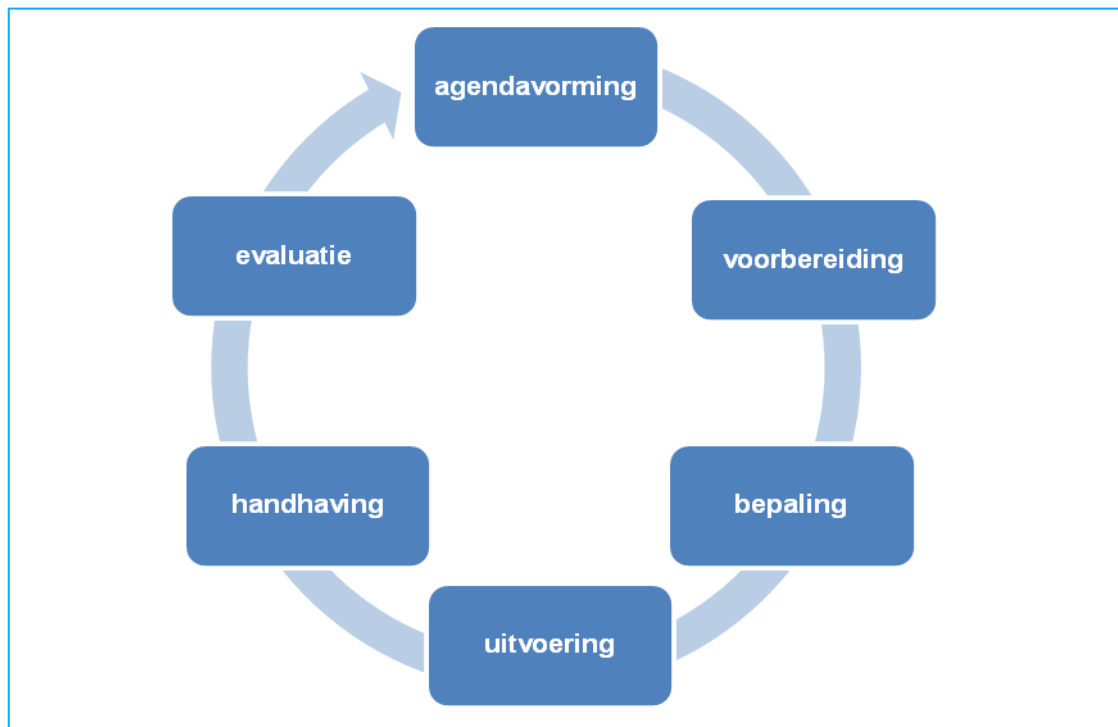 agendavorming
voorbereiding
bepaling
uitvoering
handhaving
evaluatie